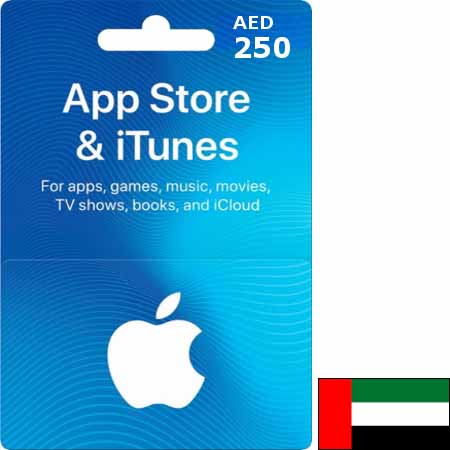 AED
250
App Store
& iTunes
For apps, games, music, movies,
TV shows, books, and iCloud